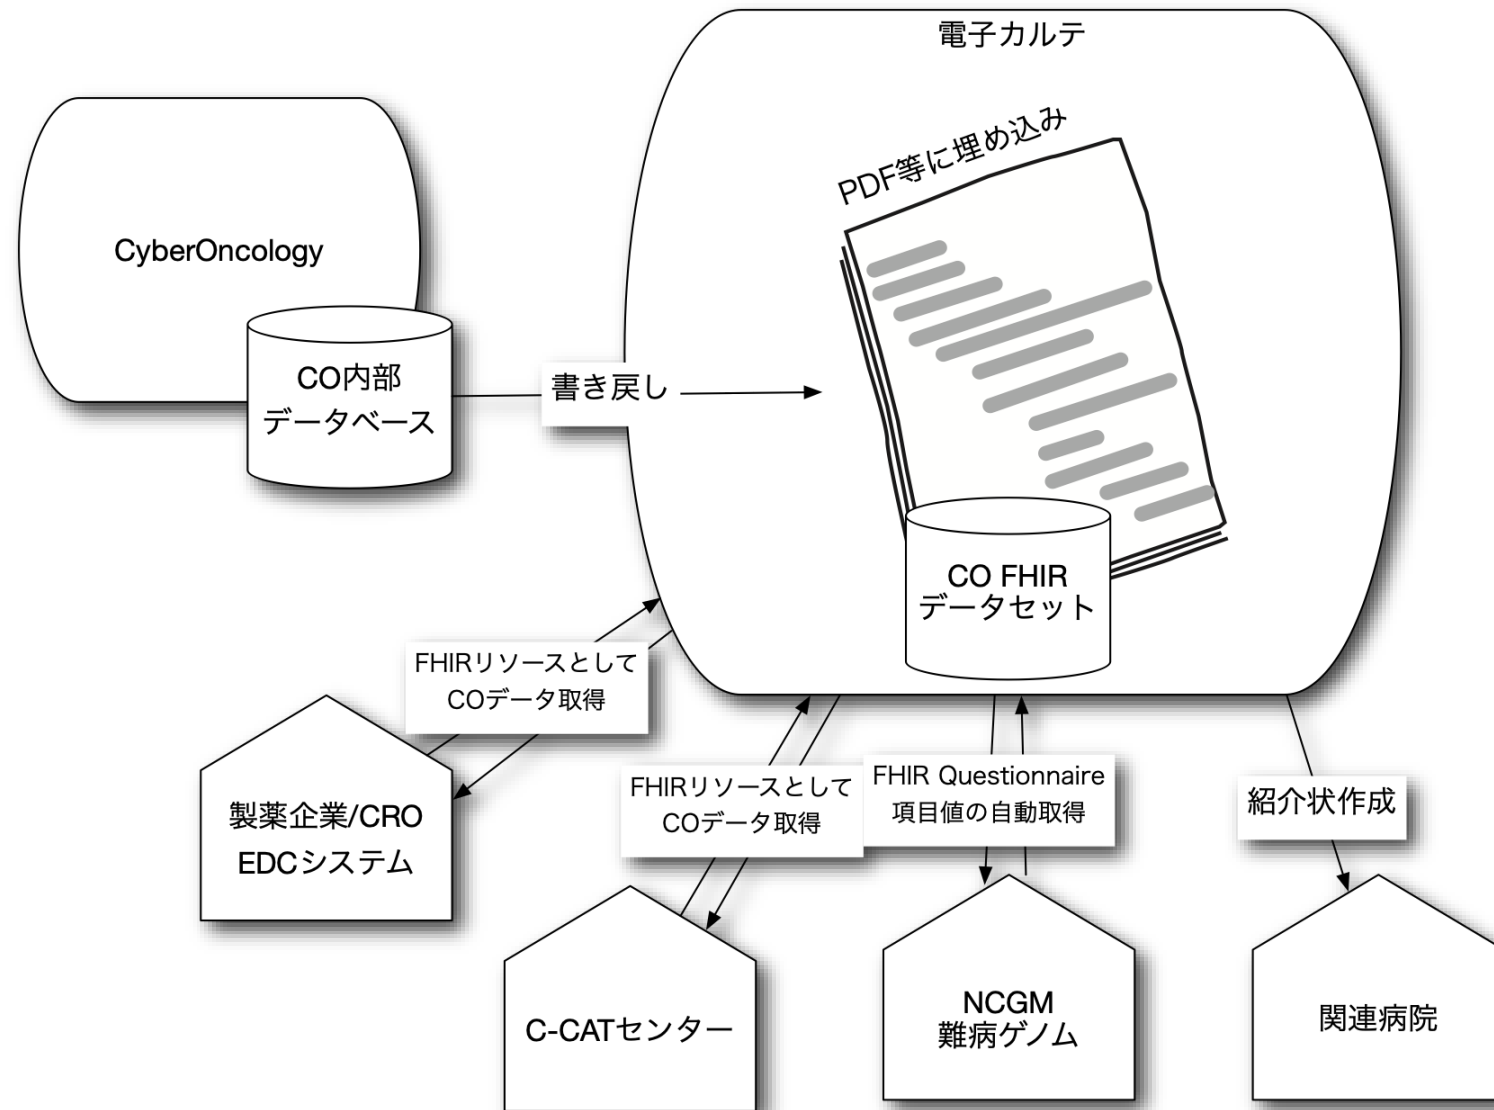 電子カルテ
PDF等に埋め込み
CyberOncology
CO内部
データベース
書き戻し
CO FHIR
データセット
FHIRリソースとして
COデータ取得
製薬企業/CRO
EDCシステム
FHIRリソースとして
COデータ取得
FHIR Questionnaire
項目値の自動取得
紹介状作成
C-CATセンター
NCGM
難病ゲノム
関連病院